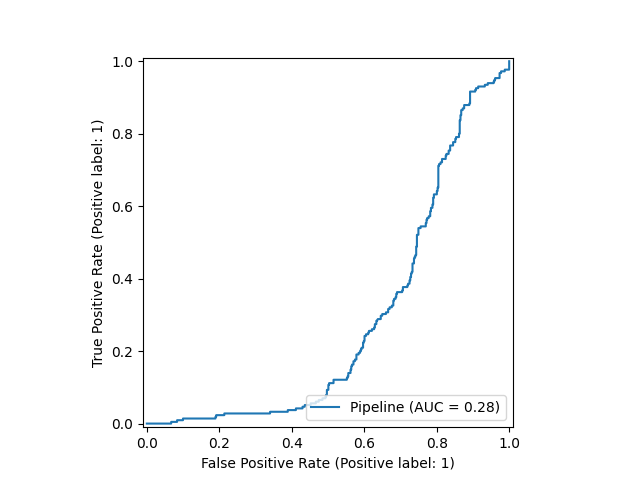 1.0
0.8
0.6
0.4
0.2
0.0
True Positive Rate (Positive label: 1)
Pipeline (AUC = 0.28)
0.0 0.2 0.4 0.6 0.8 1.0
False Positive Rate (Positive label: 1)